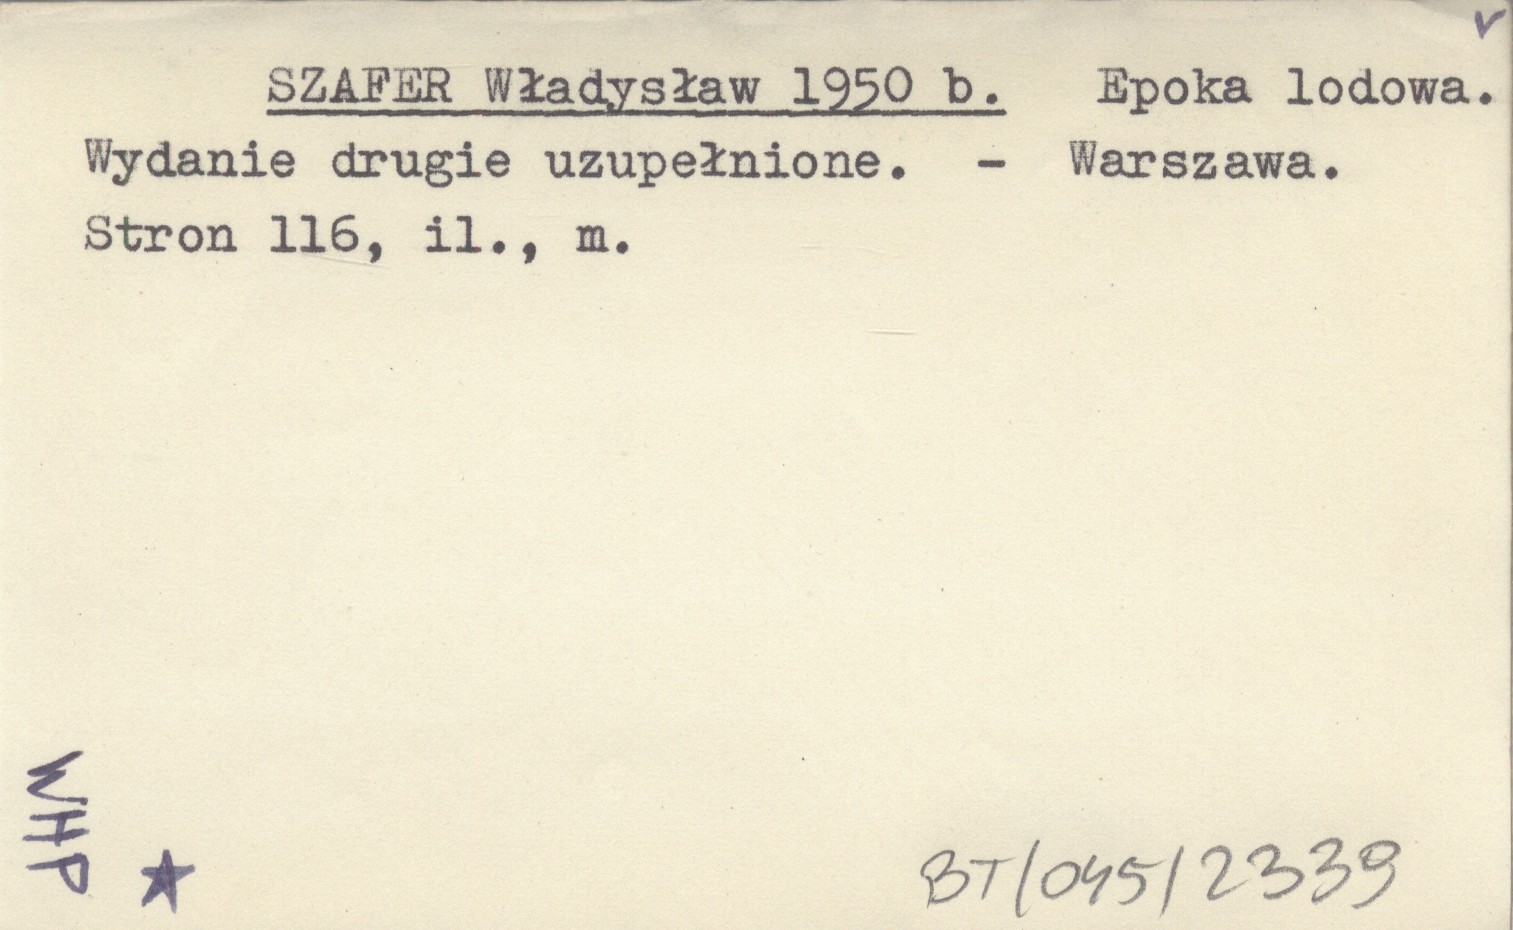 SZAFER Władysław 1950 b. Epoka lodowa.
Wydanie drugie uzupełnione. - Warszawa.
Stron 116, il., m.
WHP
BT/045/2339